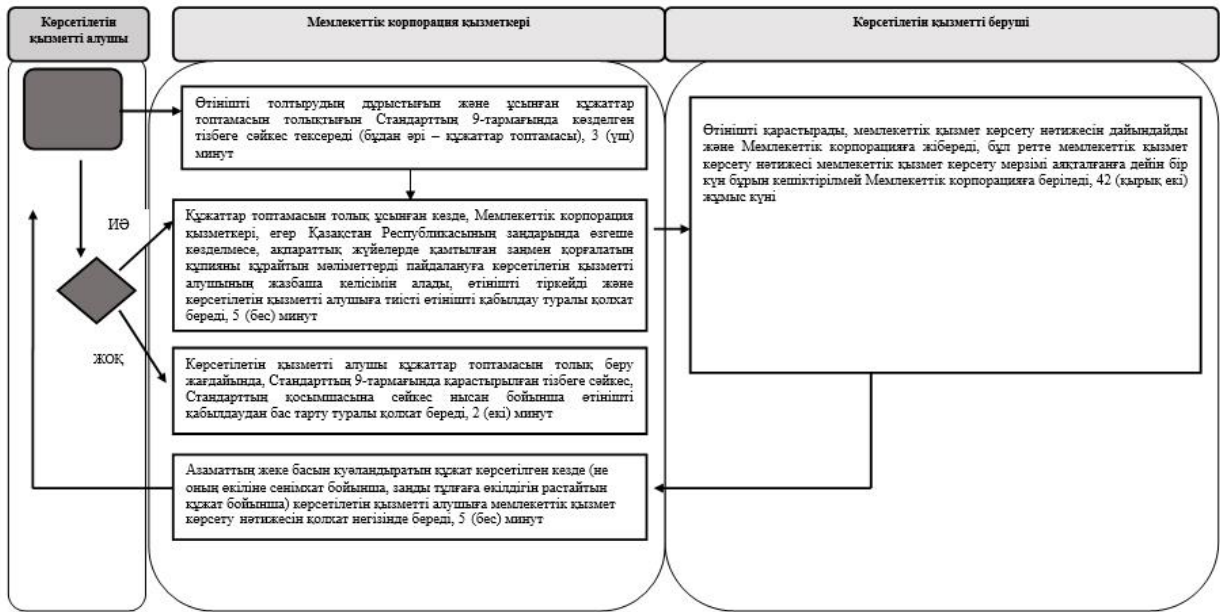 Көрсетілетін
қызметті алушы
Мемлекеттік корпорация қызметкері
Көрсетілетін қызметті беруші
Өтінішті толтырудың дұрыстығын және ұсынған құжаттар
топтамасын толықтығын Стандарттың 9-тармағында көзделген
тізбеге сәйкес тексереді (бұдан әрі – құжаттар топтамасы), 3 (үш)
минут
Өтінішті қарастырады, мемлекеттік қызмет көрсету нәтижесін дайындайды
және Мемлекеттік корпорацияға жібереді, бұл ретте мемлекеттік қызмет
көрсету нәтижесі мемлекеттік қызмет көрсету мерзімі аяқталғанға дейін бір
күн бұрын кешіктірілмей Мемлекеттік корпорацияға беріледі, 42 (қырық екі)
жұмыс күні
ИӘ
Құжаттар топтамасын толық ұсынған кезде, Мемлекеттік корпорация
қызметкері, егер Қазақстан Республикасының заңдарында өзгеше
көзделмесе, ақпараттық жүйелерде қамтылған заңмен қорғалатын
құпияны құрайтын мәліметтерді пайдалануға көрсетілетін қызметті
алушының жазбаша келісімін алады, өтінішті тіркейді және
көрсетілетін қызметті алушыға тиісті өтінішті қабылдау туралы қолхат
береді, 5 (бес) минут
ЖОҚ
Көрсетілетін қызметті алушы құжаттар топтамасын толық беру
жағдайында, Стандарттың 9-тармағында қарастырылған тізбеге сәйкес,
Стандарттың қосымшасына сәйкес нысан бойынша өтінішті
қабылдаудан бас тарту туралы қолхат береді, 2 (екі) минут
Азаматтың жеке басын куәландыратын құжат көрсетілген кезде (не
оның өкіліне сенімхат бойынша, заңды тұлғаға өкілдігін растайтын
құжат бойынша) көрсетілетін қызметті алушыға мемлекеттік қызмет
көрсету нәтижесін қолхат негізінде береді, 5 (бес) минут